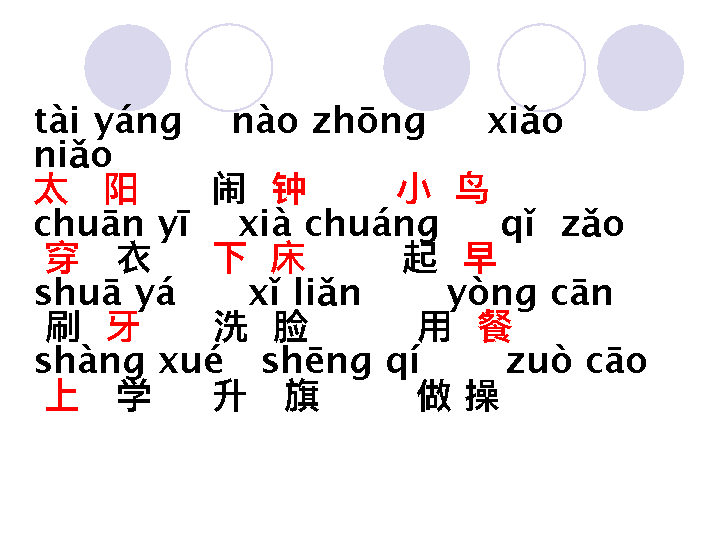 tài yáng nào zhōng xiǎo
niǎo
太 阳 闹 钟 小 鸟
chuān yī xià chuáng qǐ zǎo
穿 衣 下 床 起 早
shuā yá xǐ liǎn yòng cān
刷 牙 洗 脸 用 餐
shàng xué shēng qí zuò cāo
上 学 升 旗 做 操